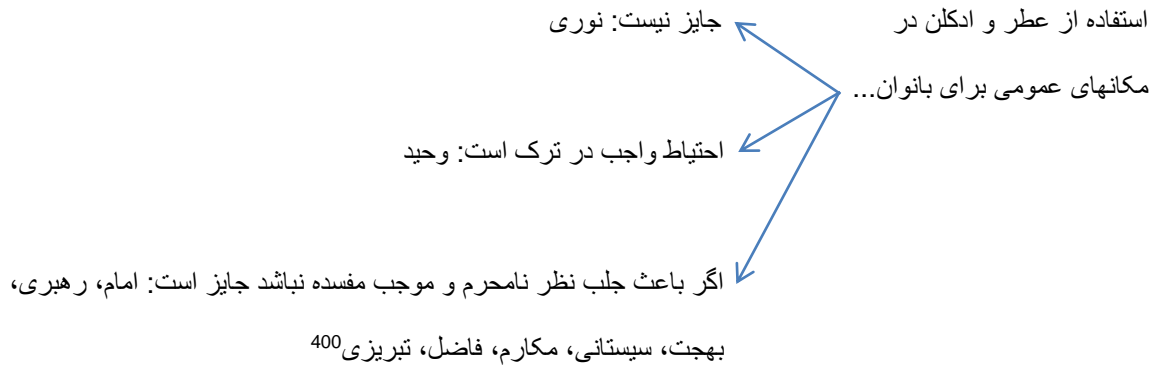 استفاده از عطر و ادکلن در
مکانهای عمومی برای بانوان...
جایز نیست: نوری
احتیاط واجب در ترک است: وحید
اگر باعث جلب نظر نامحرم و موجب مفسده نباشد جایز است: امام، رهبری،
بهجت، سیستانی، مکارم، فاضل، تبریزی400